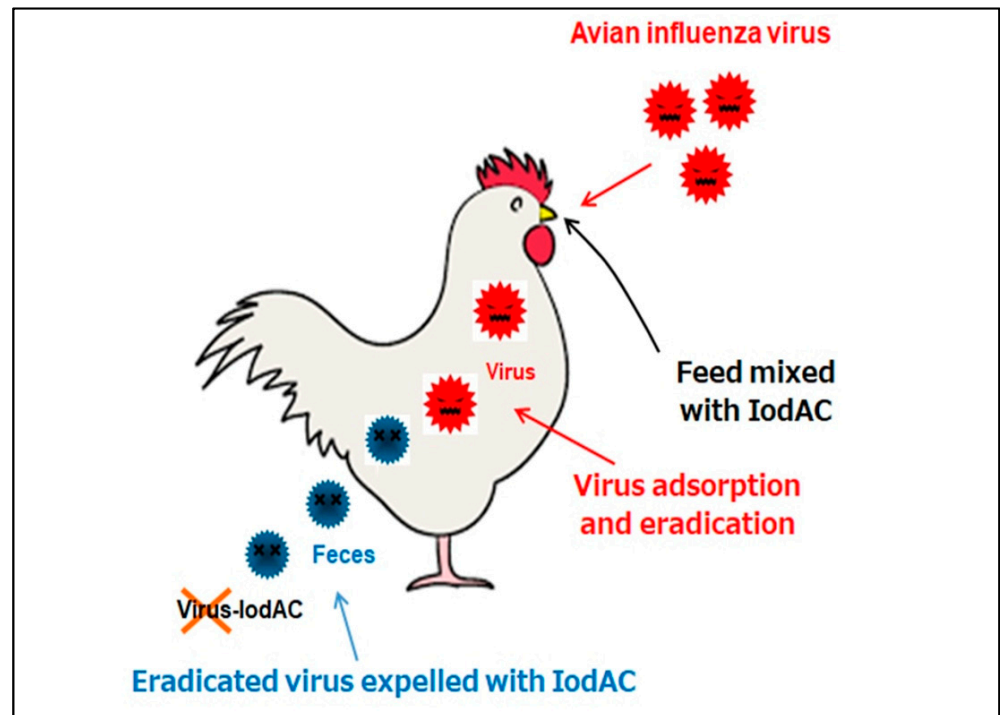 Avian influenza virus
Virus
Feed mixed
with IodAC
Virus adsorption
and eradication
Feces
Virus-IodAC
Eradicated virus expelled with IodAC